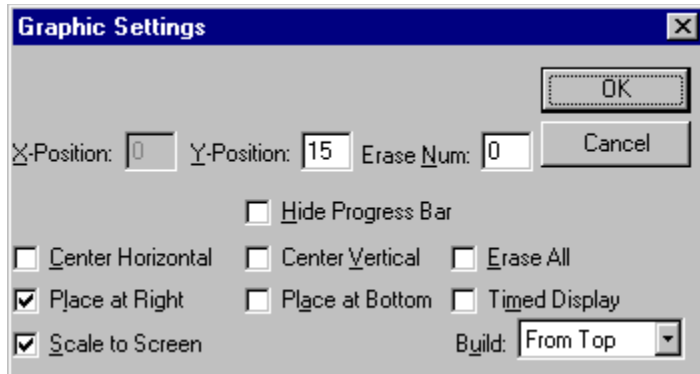 Graphic Settings
OK
X-Position: 0 Y-Position: 15 Erase Num: 0 Cancel
Hide Progress Bar
Center Horizontal Center Vertical Erase All
Place at Right Place at Bottom Timed Display
Scale to Screen Build: From Top